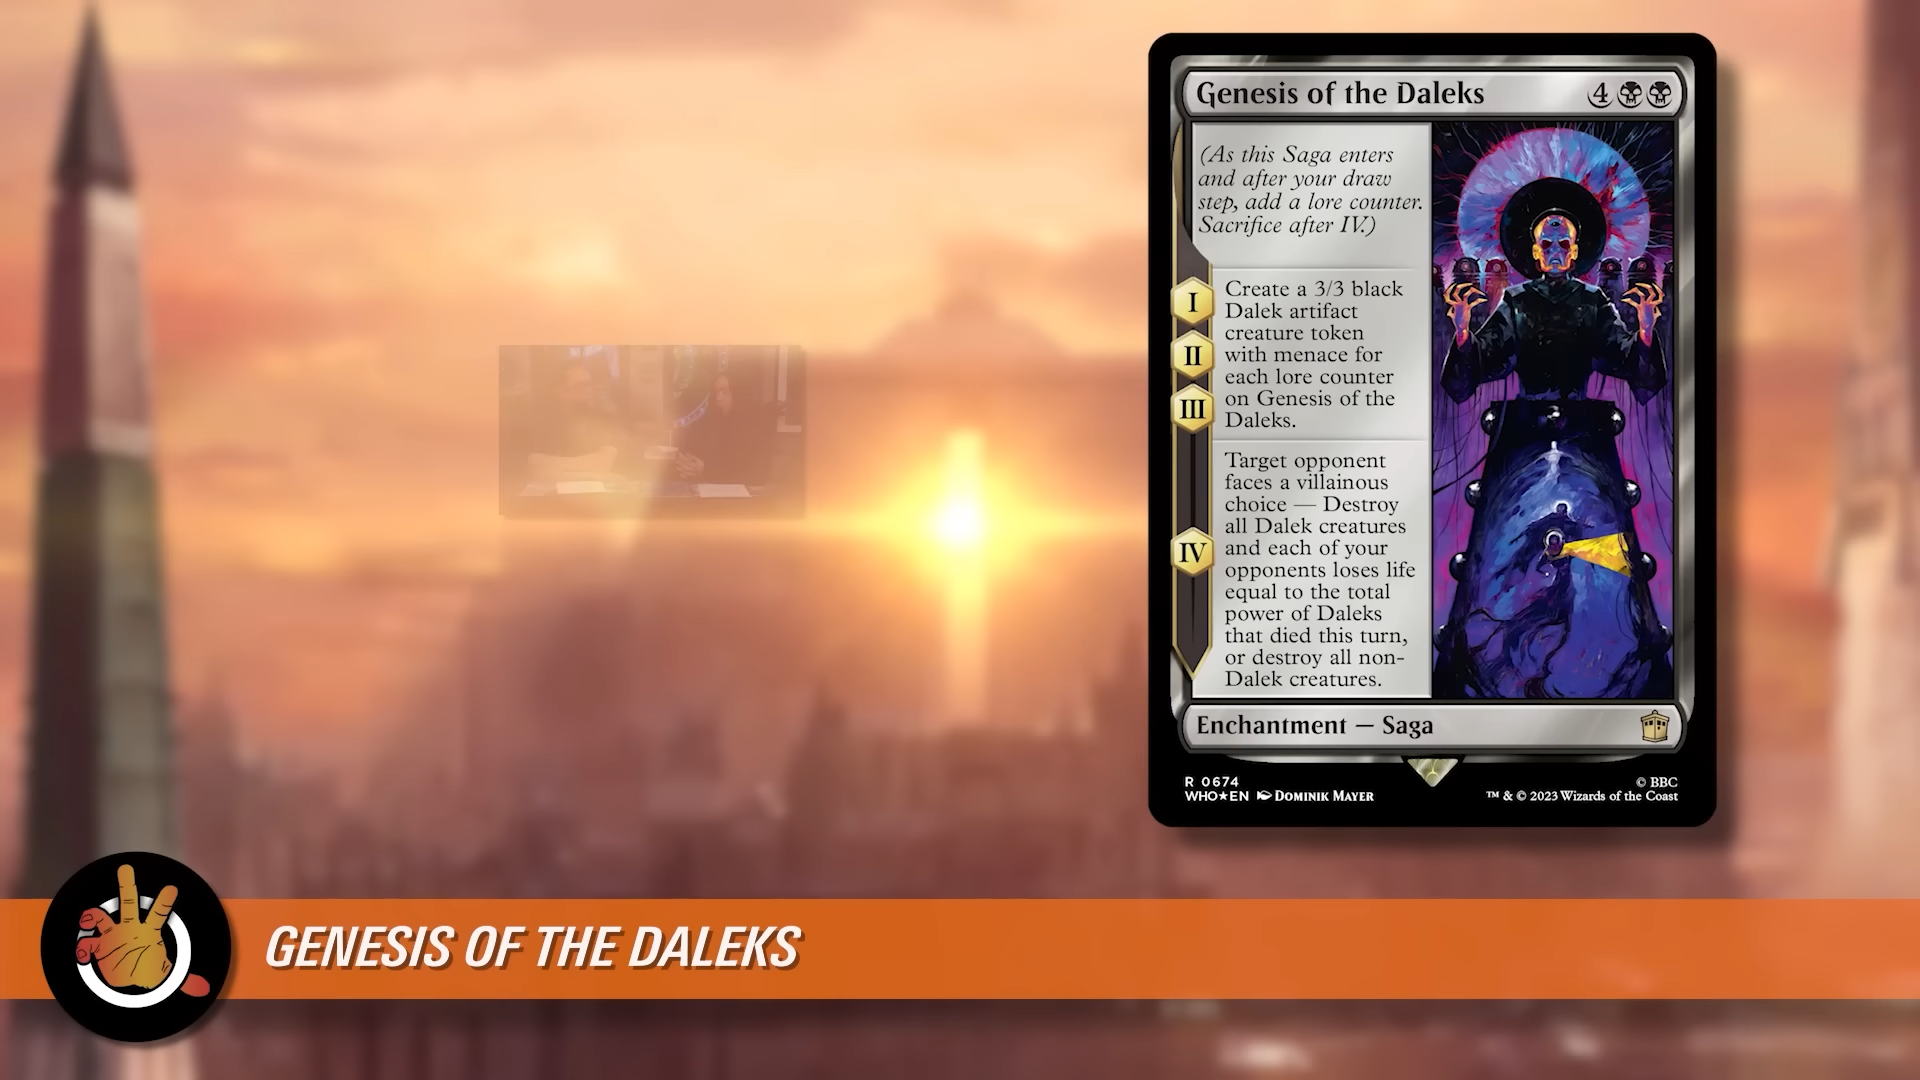 Genesis of the Daleks 4
(As this Saga enters
and after your draw
step, add a lore counter.
Sacrifice after IV.)
I
II
III
Create a 3/3 black
Dalek artifact
creature token
with menace for
each lore counter
on Genesis of the
Daleks.
IV
Target opponent
faces a villainous
choice — Destroy
all Dalek creatures
and each of your
opponents loses life
equal to the total
power of Daleks
that died this turn,
or destroy all non-
Dalek creatures.
Enchantment — Saga
R 0674
WHO★EN DOMINIK MAYER
© BBC
™ & © 2023 Wizards of the Coast
GENESIS OF THE DALEKS